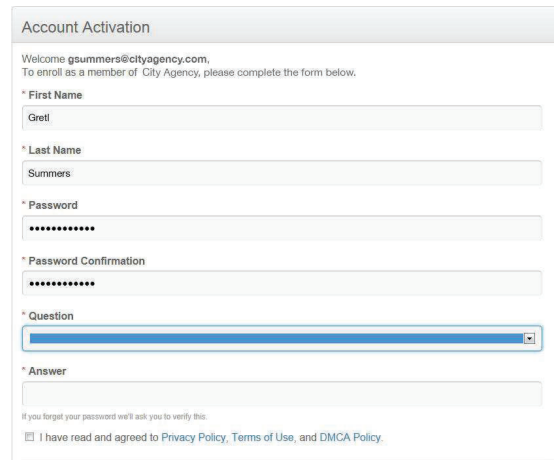 Account Activation
Welcome gsummers@cityagency.com,
To enroll as a member of City Agency, please complete the form below.
* First Name
Gretl
* Last Name
Summers
* Password
••••••••••••
* Password Confirmation
••••••••••••
* Question
* Answer
If you forget your password we'll ask you to verify this.
I have read and agreed to Privacy Policy, Terms of Use, and DMCA Policy.